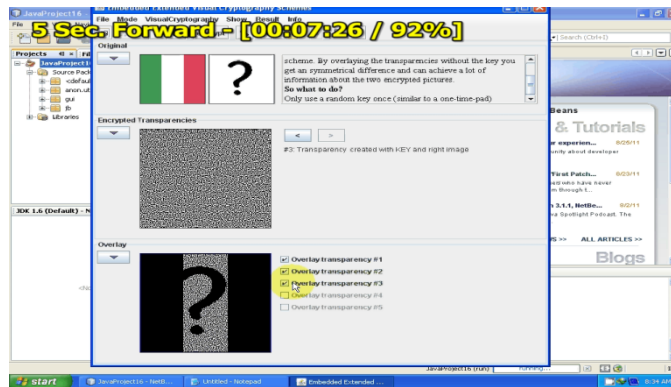 JavaProject16
Embedded Extended Visual Cryptography Schemes
File Mode VisualCryptography Show Result Info
5 Sec. Forward - [00:07:26 / 92%]
Search (Ctrl+I)
Original
scheme. By overlaying the transparencies without the key you
get an symmetrical difference and can achieve a lot of
information about the two encrypted pictures.
So what to do?
Only use a random key once (similar to a one-time-pad)
?
Projects
JavaProject16
Source Pack
<defaul
anon.ut
gui
jb
Libraries
Encrypted Transparencies
<
>
#3: Transparency created with KEY and right image
JDK 1.6 (Default) - N
Overlay
Overlay transparency #1
Overlay transparency #2
Overlay transparency #3
Overlay transparency #4
Overlay transparency #5
?
Beans
& Tutorials
ALL ARTICLES >>
Blogs
JavaProject16 (run)
running...
start
JavaProject16 - NetB...
Untitled - Notepad
Embedded Extended ...
8:34 AM